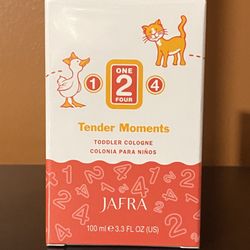 ONE
1 2 4
FOUR
Tender Moments
TODDLER COLOGNE
COLONIA PARA NIÑOS
JAFRA
100 ml ℮ 3.3 FL.OZ (US)